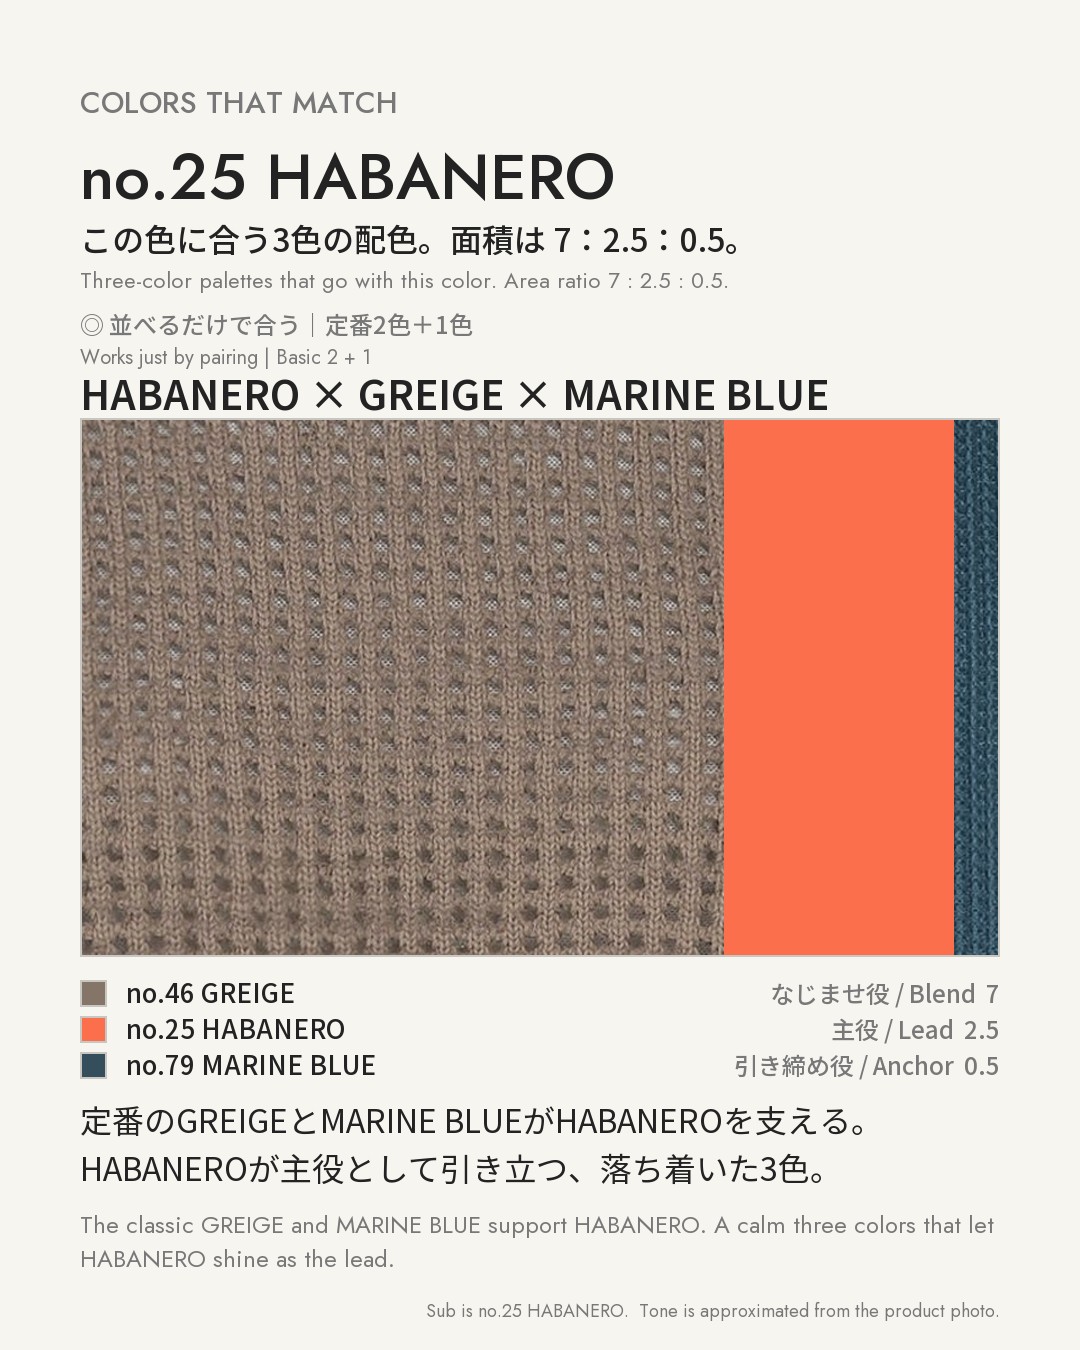 COLORS THAT MATCH
no.25 HABANERO
この色に合う3色の配色。面積は 7：2.5：0.5。
Three-color palettes that go with this color. Area ratio 7 : 2.5 : 0.5.
◎ 並べるだけで合う｜定番2色＋1色
Works just by pairing | Basic 2 + 1
HABANERO × GREIGE × MARINE BLUE
no.46 GREIGE なじませ役 / Blend 7
no.25 HABANERO 主役 / Lead 2.5
no.79 MARINE BLUE 引き締め役 / Anchor 0.5
定番のGREIGEとMARINE BLUEがHABANEROを支える。
HABANEROが主役として引き立つ、落ち着いた3色。
The classic GREIGE and MARINE BLUE support HABANERO. A calm three colors that let
HABANERO shine as the lead.
Sub is no.25 HABANERO. Tone is approximated from the product photo.